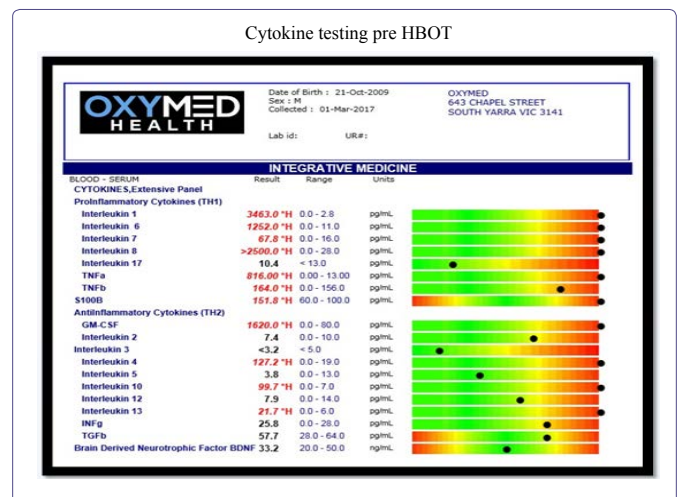 Cytokine testing pre HBOT
OXYMED
HEALTH
Date of Birth : 21-Oct-2009
Sex : M
Collected : 01-Mar-2017
Lab id: UR#:
OXYMED
643 CHAPEL STREET
SOUTH YARRA VIC 3141
INTEGRATIVE MEDICINE
BLOOD - SERUM Result Range Units
CYTOKINES,Extensive Panel
ProInflammatory Cytokines (TH1)
Interleukin 1 3463.0 *H 0.0 - 2.8 pg/mL
Interleukin 6 1252.0 *H 0.0 - 11.0 pg/mL
Interleukin 7 67.8 *H 0.0 - 16.0 pg/mL
Interleukin 8 >2500.0 *H 0.0 - 28.0 pg/mL
Interleukin 17 10.4 < 13.0 pg/mL
TNFa 816.00 *H 0.00 - 13.00 pg/mL
TNFb 164.0 *H 0.0 - 156.0 pg/mL
S100B 151.8 *H 60.0 - 100.0 pg/mL
AntiInflammatory Cytokines (TH2)
GM-CSF 1620.0 *H 0.0 - 80.0 pg/mL
Interleukin 2 7.4 0.0 - 10.0 pg/mL
Interleukin 3 <3.2 < 5.0 pg/mL
Interleukin 4 127.2 *H 0.0 - 19.0 pg/mL
Interleukin 5 3.8 0.0 - 13.0 pg/mL
Interleukin 10 99.7 *H 0.0 - 7.0 pg/mL
Interleukin 12 7.9 0.0 - 14.0 pg/mL
Interleukin 13 21.7 *H 0.0 - 6.0 pg/mL
INFg 25.8 0.0 - 28.0 pg/mL
TGFb 57.7 28.0 - 64.0 pg/mL
Brain Derived Neurotrophic Factor BDNF 33.2 20.0 - 50.0 ng/mL